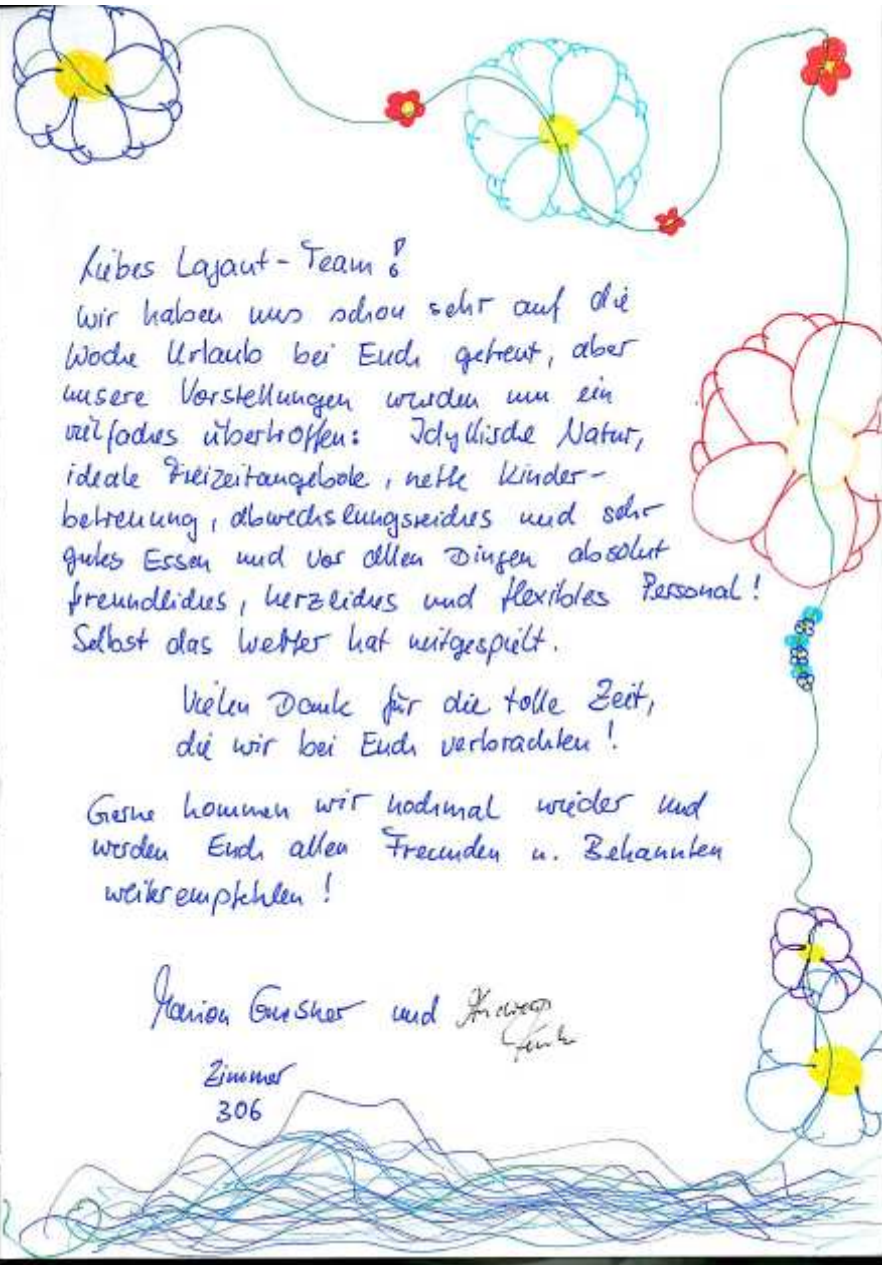 Liebes Lajaut-Team!
Wir haben uns schon sehr auf die
Woche Urlaub bei Euch gefreut, aber
unsere Vorstellungen wurden um ein
vielfaches übertroffen: Idyllische Natur,
ideale Freizeitangebote, nette Kinder-
betreuung, abwechslungsreiches und sehr
gutes Essen und vor allen Dingen absolut
freundliches, herzliches und flexibles Personal!
Selbst das Wetter hat mitgespielt.
Vielen Dank für die tolle Zeit,
die wir bei Euch verbrachten!
Gerne kommen wir nochmal wieder und
werden Euch allen Freunden u. Bekannten
weiterempfehlen!
Marion und Andreas
Zimmer
306